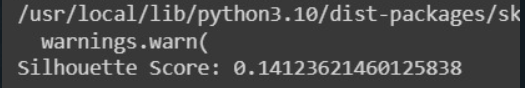 /usr/local/lib/python3.10/dist-packages/sk
warnings.warn(
Silhouette Score: 0.14123621460125838